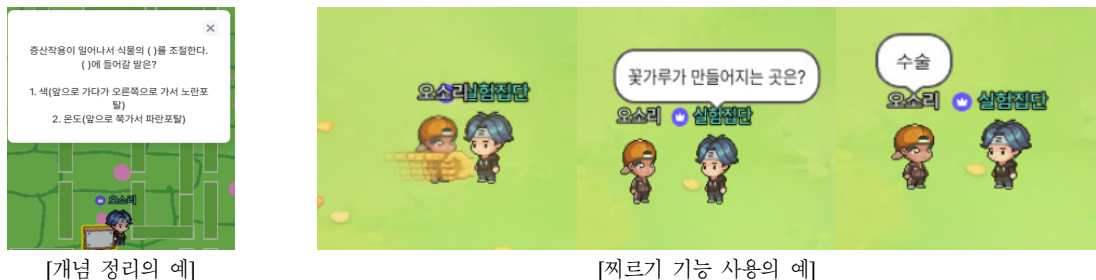 증산작용이 일어나서 식물의 ( )를 조절한다.
( )에 들어갈 말은?
1. 색(앞으로 가다가 오른쪽으로 가서 노란포
탈)
2. 온도(앞으로 쭉가서 파란포탈)
오소리
[개념 정리의 예]
오소리실험집단
꽃가루가 만들어지는 곳은?
오소리 실험집단
수술
오소리 실험집단
[찌르기 기능 사용의 예]